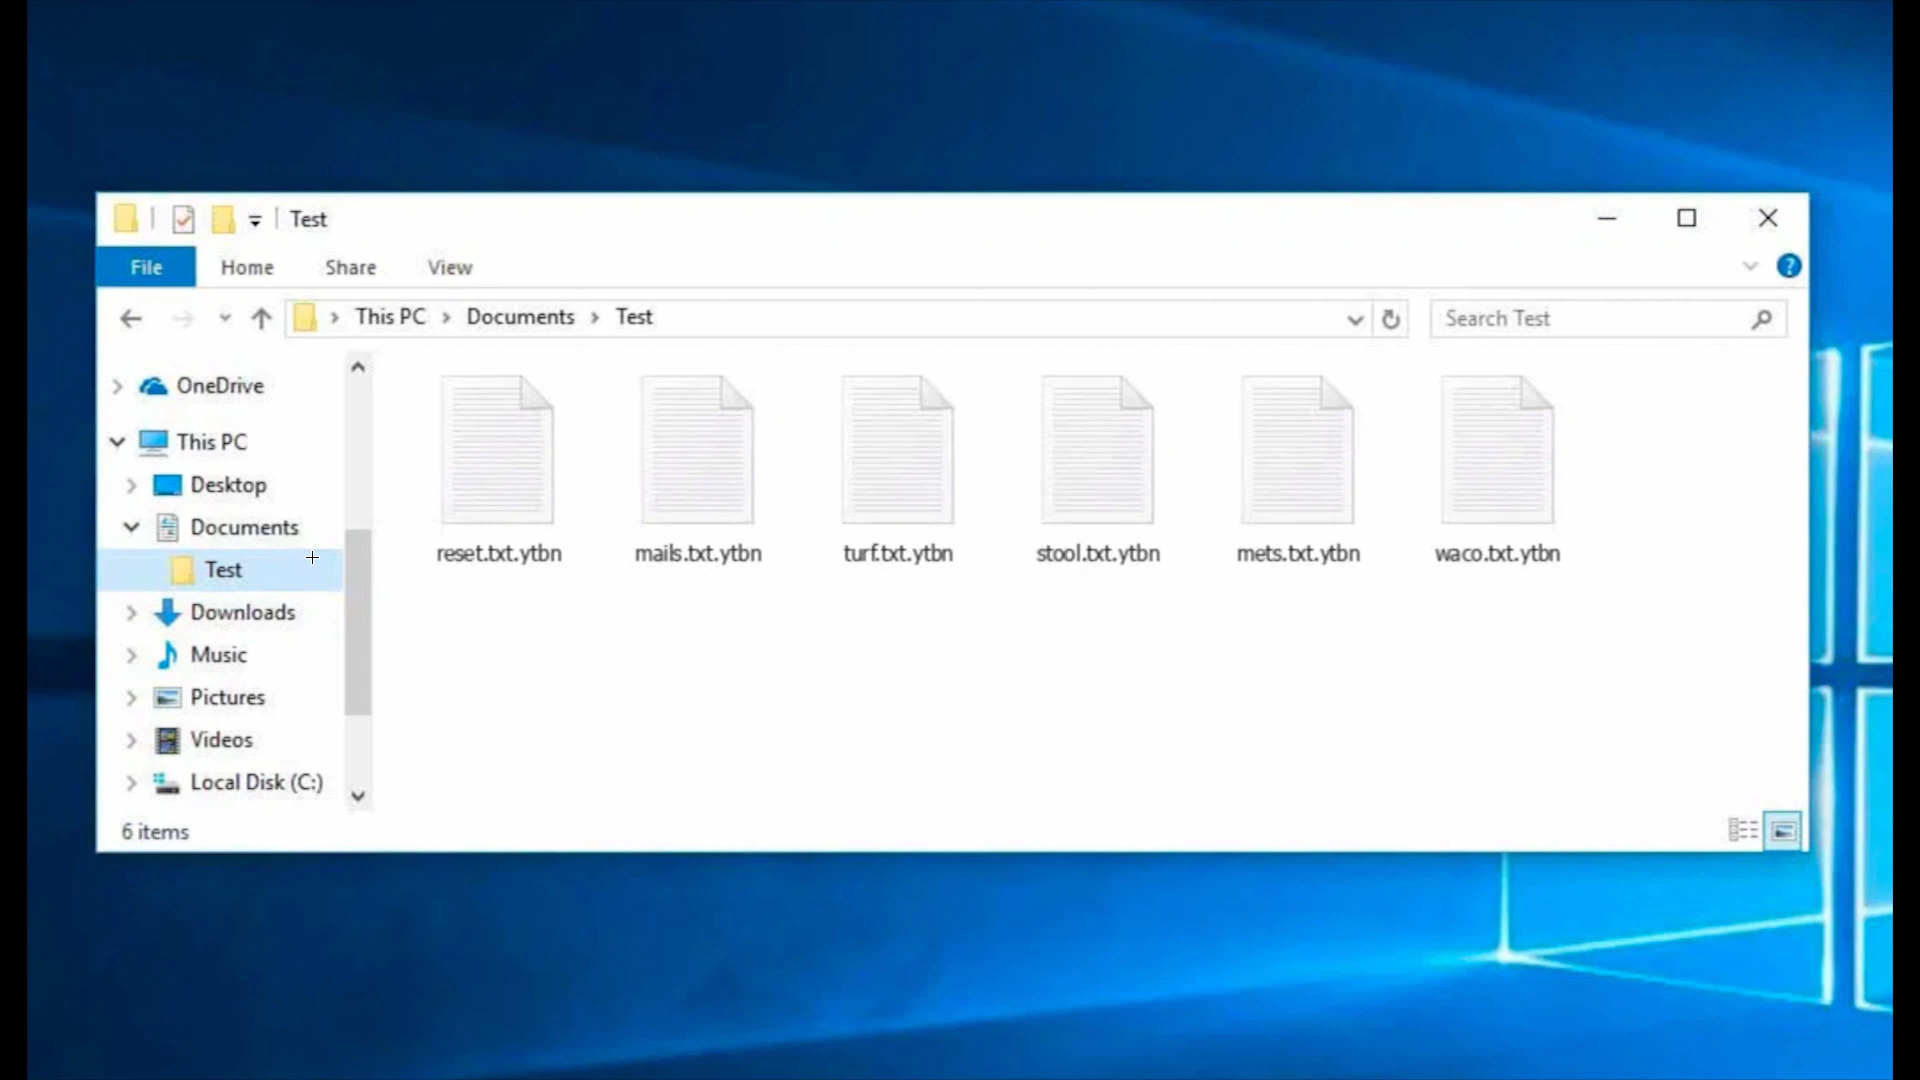 Test
File Home Share View
This PC > Documents > Test
Search Test
OneDrive
This PC
Desktop
Documents
Test
Downloads
Music
Pictures
Videos
Local Disk (C:)
reset.txt.ytbn mails.txt.ytbn turf.txt.ytbn stool.txt.ytbn mets.txt.ytbn waco.txt.ytbn
6 items